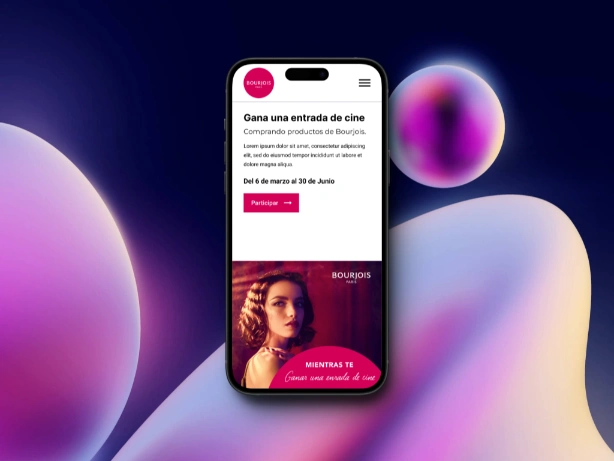 BOURJOIS
PARIS
Gana una entrada de cine
Comprando productos de Bourjois.
Lorem ipsum dolor sit amet, consectetur adipiscing
elit, sed do eiusmod tempor incididunt ut labore et
dolore magna aliqua.
Del 6 de marzo al 30 de Junio
Participar →
BOURJOIS
PARIS
MIENTRAS TE
Ganas una enrada de cine